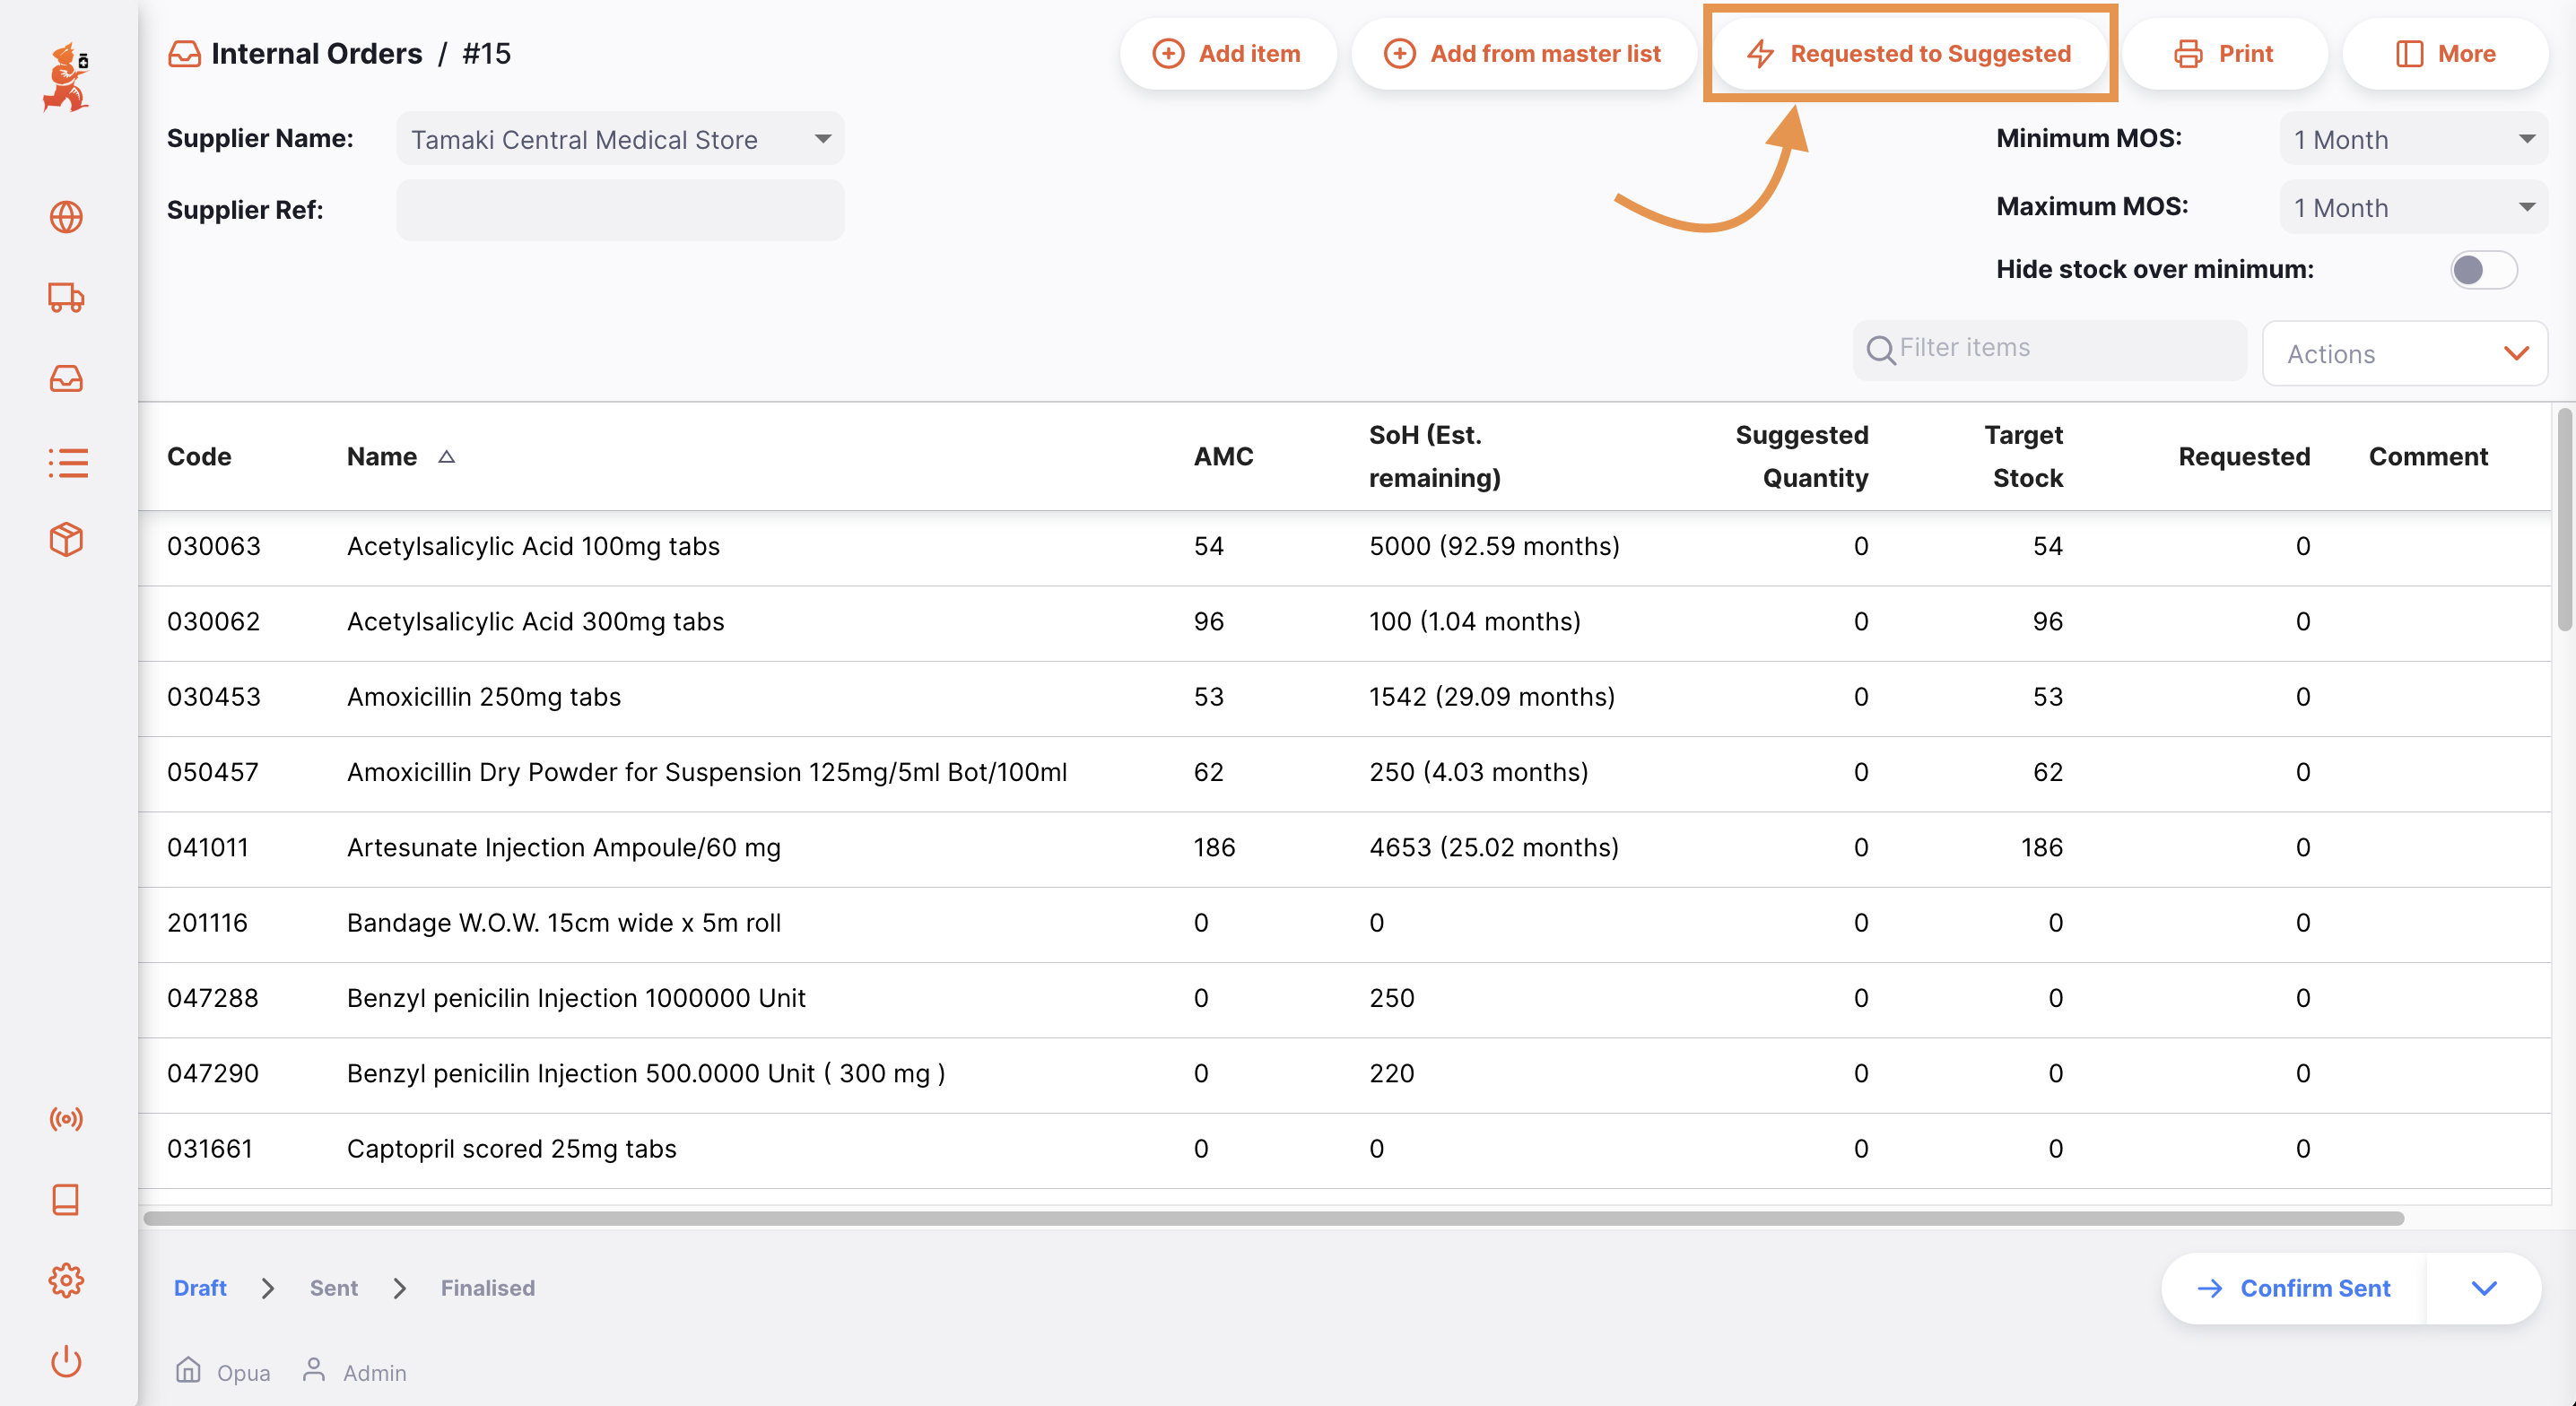 Internal Orders / #15
Add item
Add from master list
Requested to Suggested
Print
More
Supplier Name: Tamaki Central Medical Store
Supplier Ref:
Minimum MOS: 1 Month
Maximum MOS: 1 Month
Hide stock over minimum:
Filter items
Actions
Code Name AMC SoH (Est. remaining) Suggested Quantity Target Stock Requested Comment
030063 Acetylsalicylic Acid 100mg tabs 54 5000 (92.59 months) 0 54 0
030062 Acetylsalicylic Acid 300mg tabs 96 100 (1.04 months) 0 96 0
030453 Amoxicillin 250mg tabs 53 1542 (29.09 months) 0 53 0
050457 Amoxicillin Dry Powder for Suspension 125mg/5ml Bot/100ml 62 250 (4.03 months) 0 62 0
041011 Artesunate Injection Ampoule/60 mg 186 4653 (25.02 months) 0 186 0
201116 Bandage W.O.W. 15cm wide x 5m roll 0 0 0 0 0
047288 Benzyl penicilin Injection 1000000 Unit 0 250 0 0 0
047290 Benzyl penicilin Injection 500.0000 Unit ( 300 mg ) 0 220 0 0 0
031661 Captopril scored 25mg tabs 0 0 0 0 0
Draft > Sent > Finalised
Confirm Sent
Opua Admin